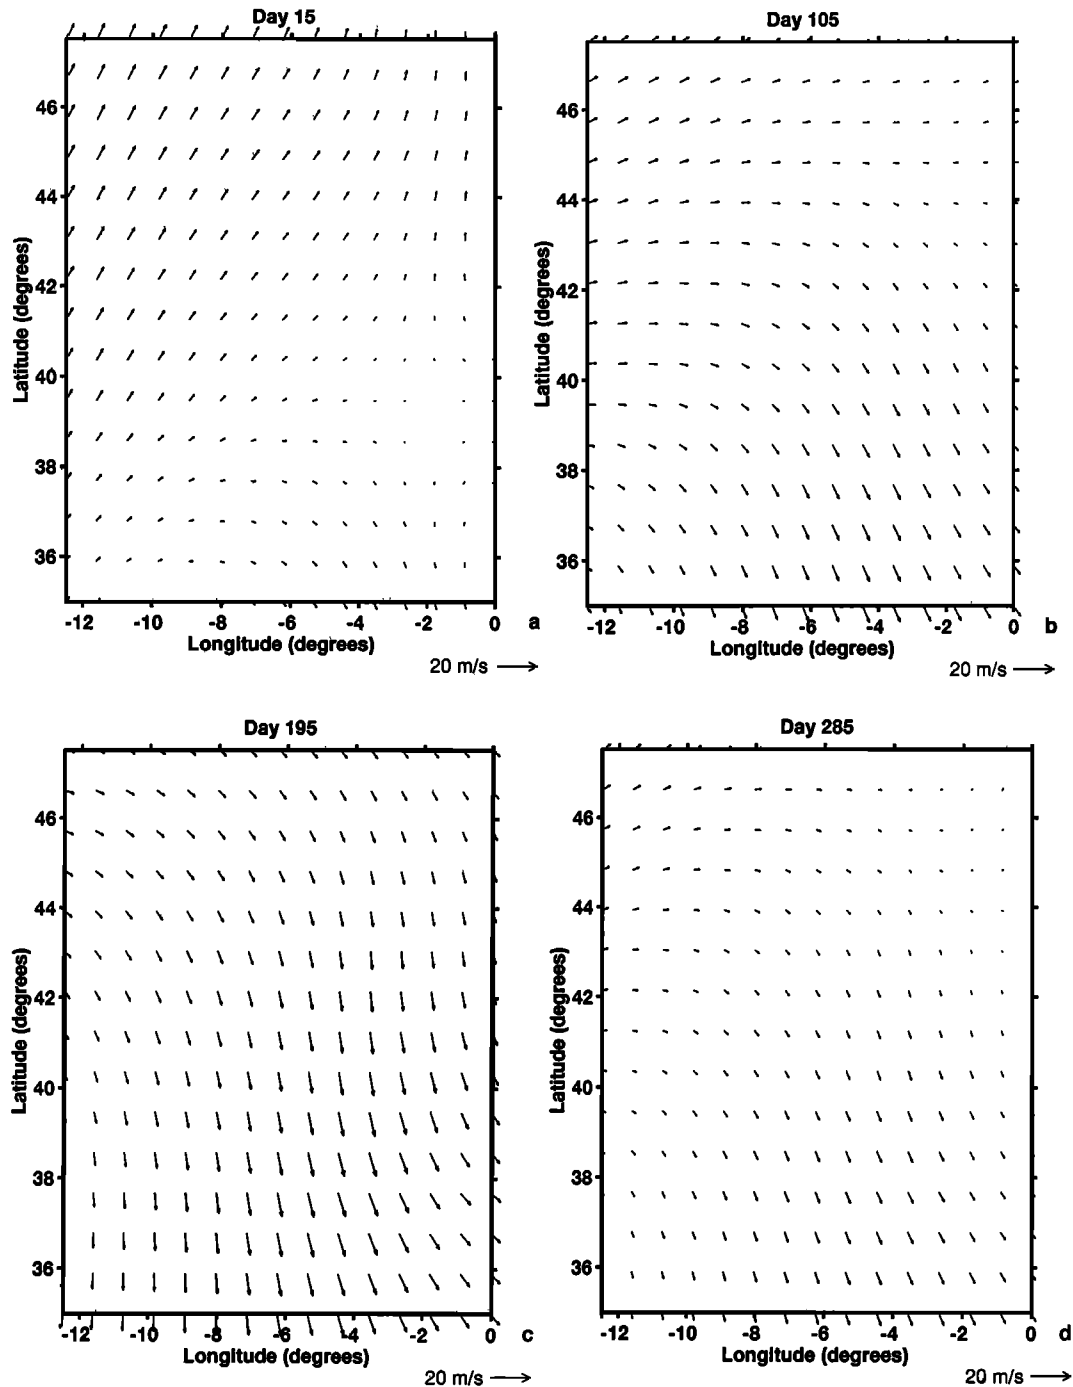 Day 15
46
44
42
40
38
36
Latitude (degrees)
-12 -10 -8 -6 -4 -2 0
Longitude (degrees)
a
20 m/s
Day 105
46
44
42
40
38
36
Latitude (degrees)
-12 -10 -8 -6 -4 -2 0
Longitude (degrees)
b
20 m/s
Day 195
46
44
42
40
38
36
Latitude (degrees)
-12 -10 -8 -6 -4 -2 0
Longitude (degrees)
c
20 m/s
Day 285
46
44
42
40
38
36
Latitude (degrees)
-12 -10 -8 -6 -4 -2 0
Longitude (degrees)
d
20 m/s